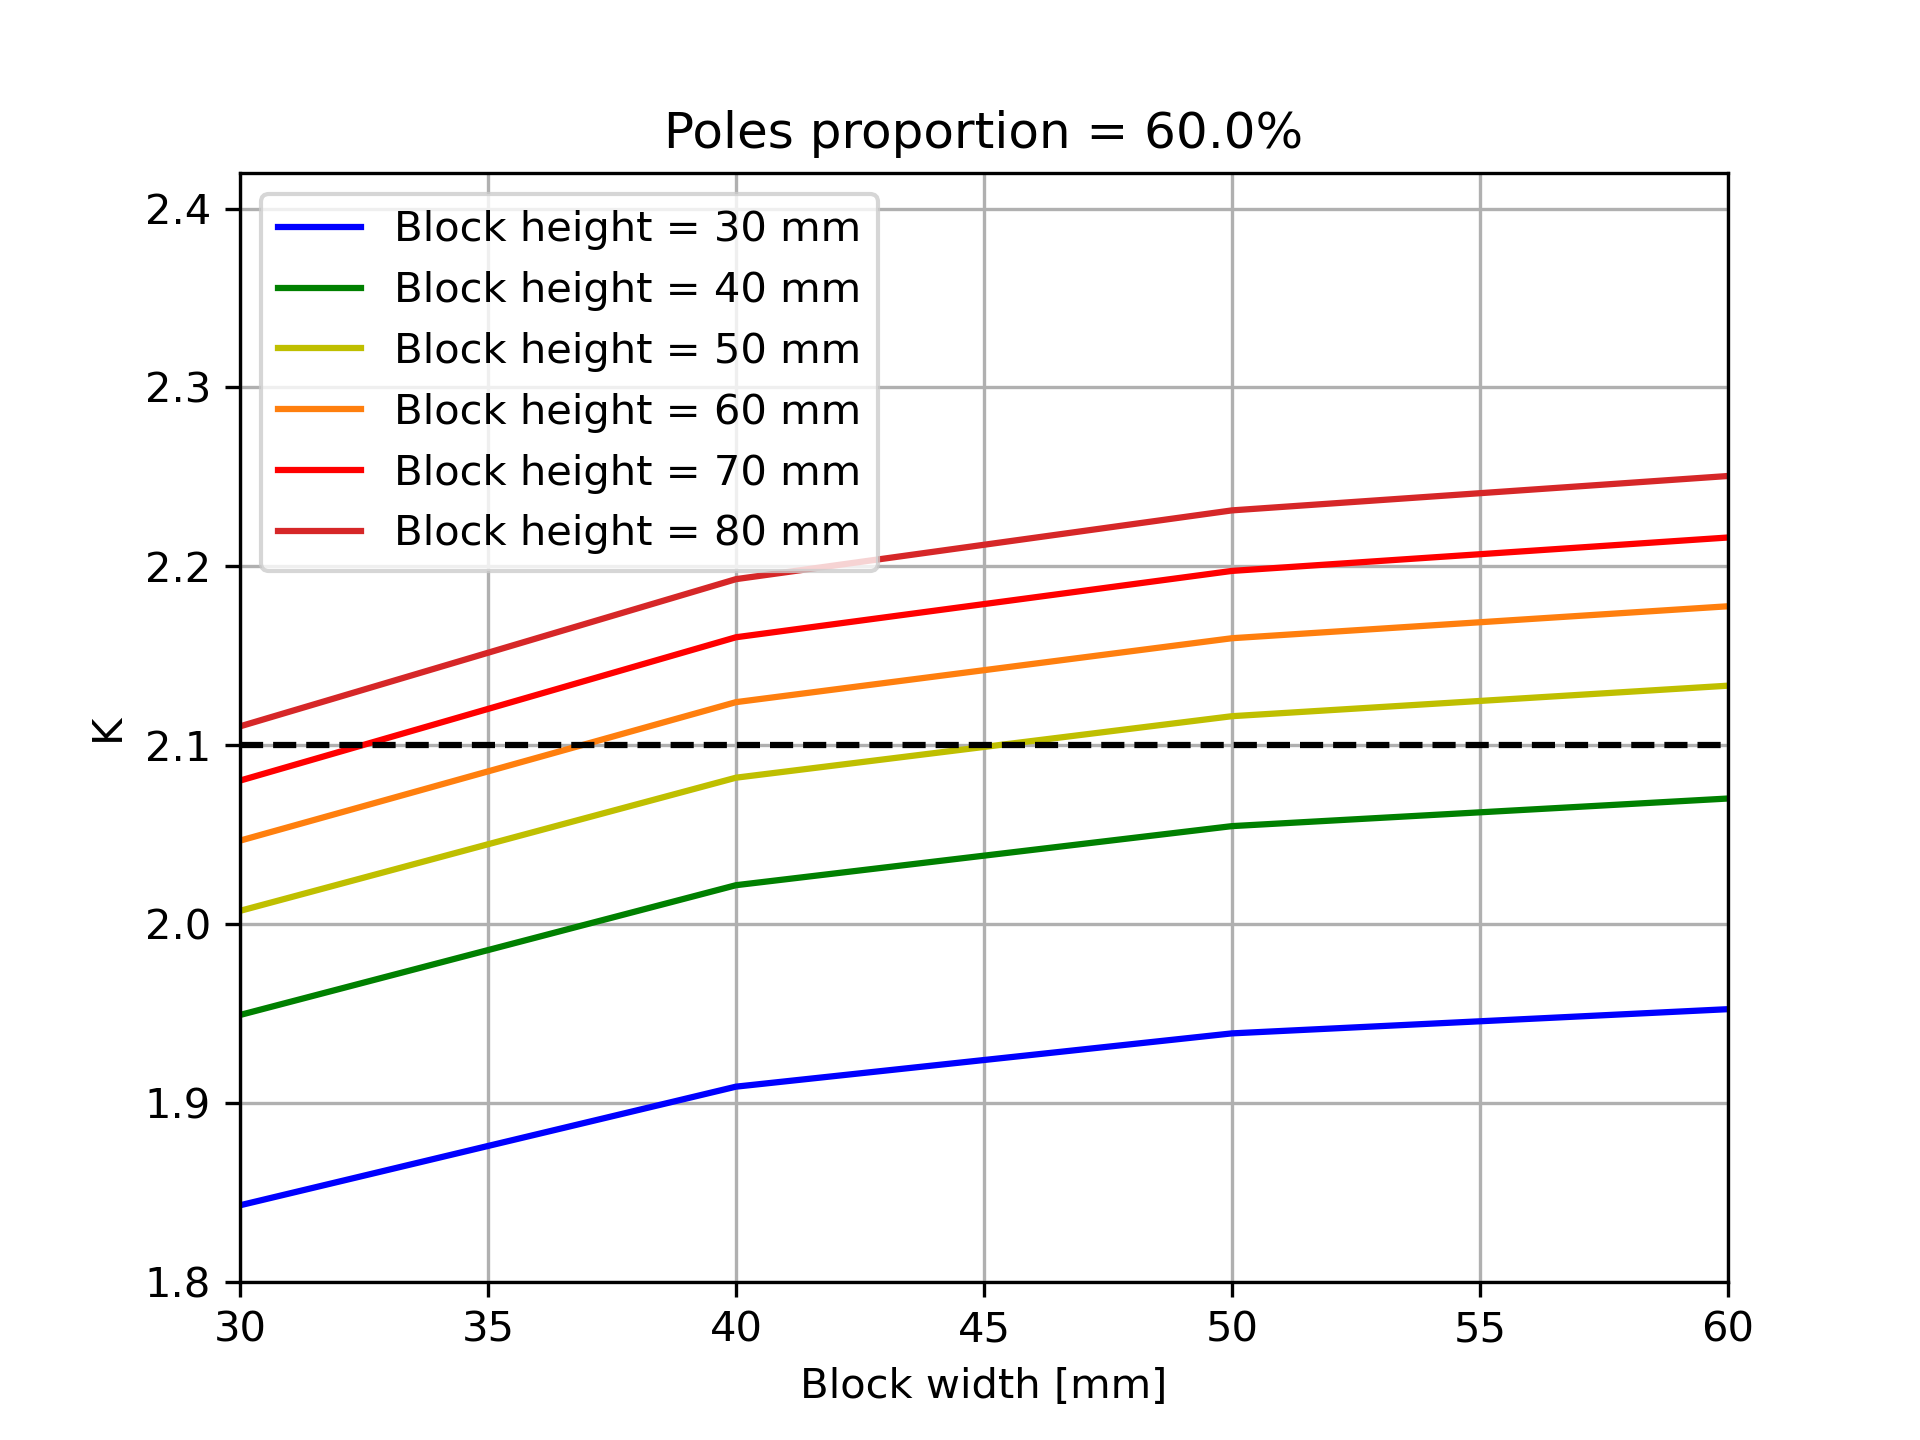 Poles proportion = 60.0%
2.4
2.3
2.2
2.1
2.0
1.9
1.8
K
Block height = 30 mm
Block height = 40 mm
Block height = 50 mm
Block height = 60 mm
Block height = 70 mm
Block height = 80 mm
30 35 40 45 50 55 60
Block width [mm]